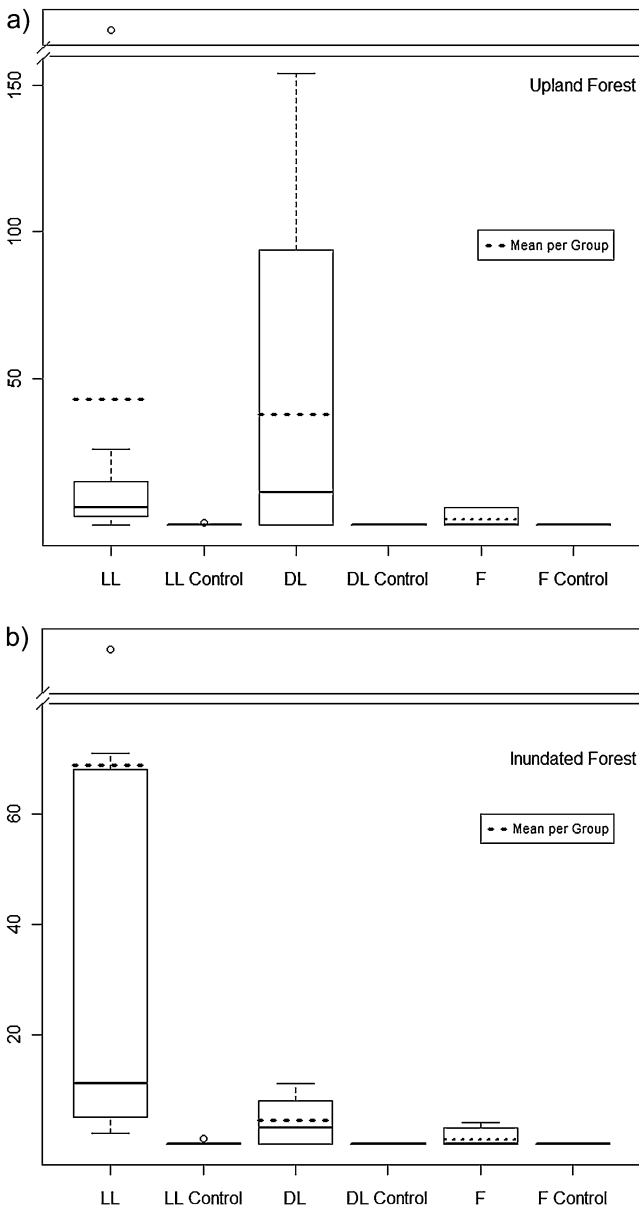 a)
Upland Forest
150
100
50
Mean per Group
LL LL Control DL DL Control F F Control
b)
Inundated Forest
60
40
20
Mean per Group
LL LL Control DL DL Control F F Control